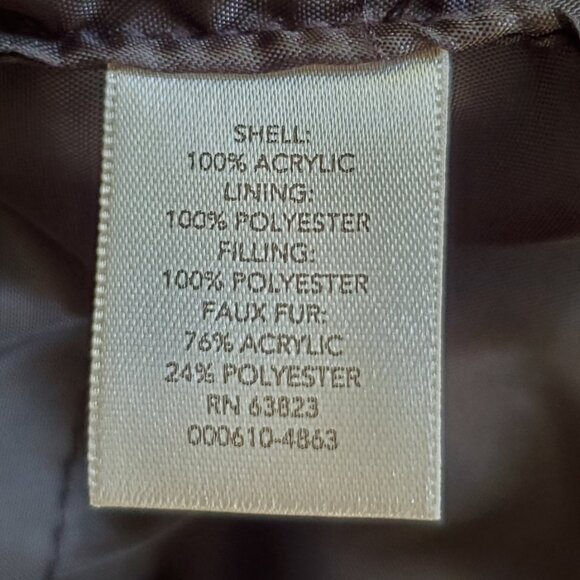 SHELL:
100% ACRYLIC
LINING:
100% POLYESTER
FILLING:
100% POLYESTER
FAUX FUR:
76% ACRYLIC
24% POLYESTER
RN 63823
000610-4863